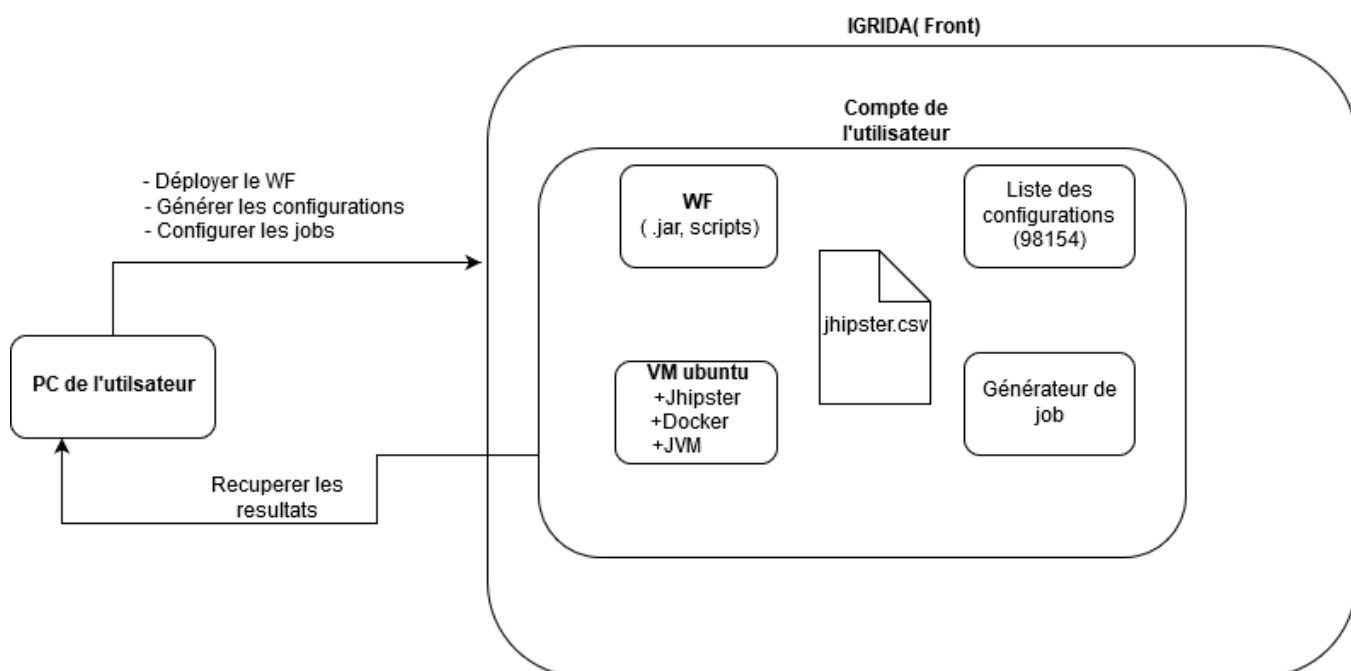 IGRIDA( Front)
Compte de
l'utilisateur
- Déployer le WF
- Générer les configurations
- Configurer les jobs
WF
( .jar, scripts)
Liste des
configurations
(98154)
jhipster.csv
PC de l'utilsateur
VM ubuntu
+Jhipster
+Docker
+JVM
Générateur de
job
Recuperer les
resultats